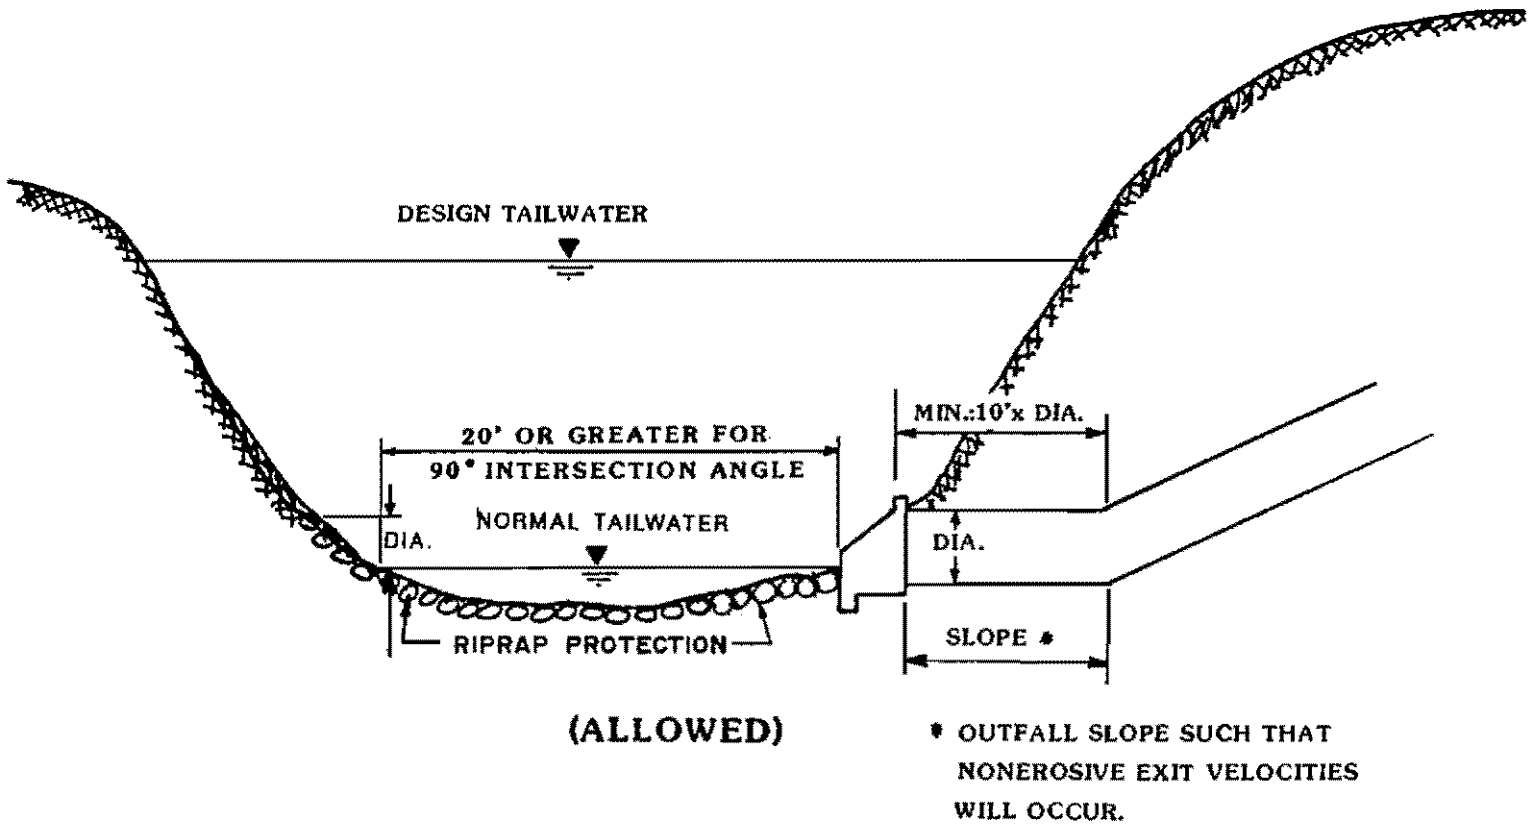 DESIGN TAILWATER
MIN.:10'x DIA.
20' OR GREATER FOR
90° INTERSECTION ANGLE
NORMAL TAILWATER
DIA.
DIA.
SLOPE *
RIPRAP PROTECTION
(ALLOWED)
* OUTFALL SLOPE SUCH THAT
NONEROSIVE EXIT VELOCITIES
WILL OCCUR.